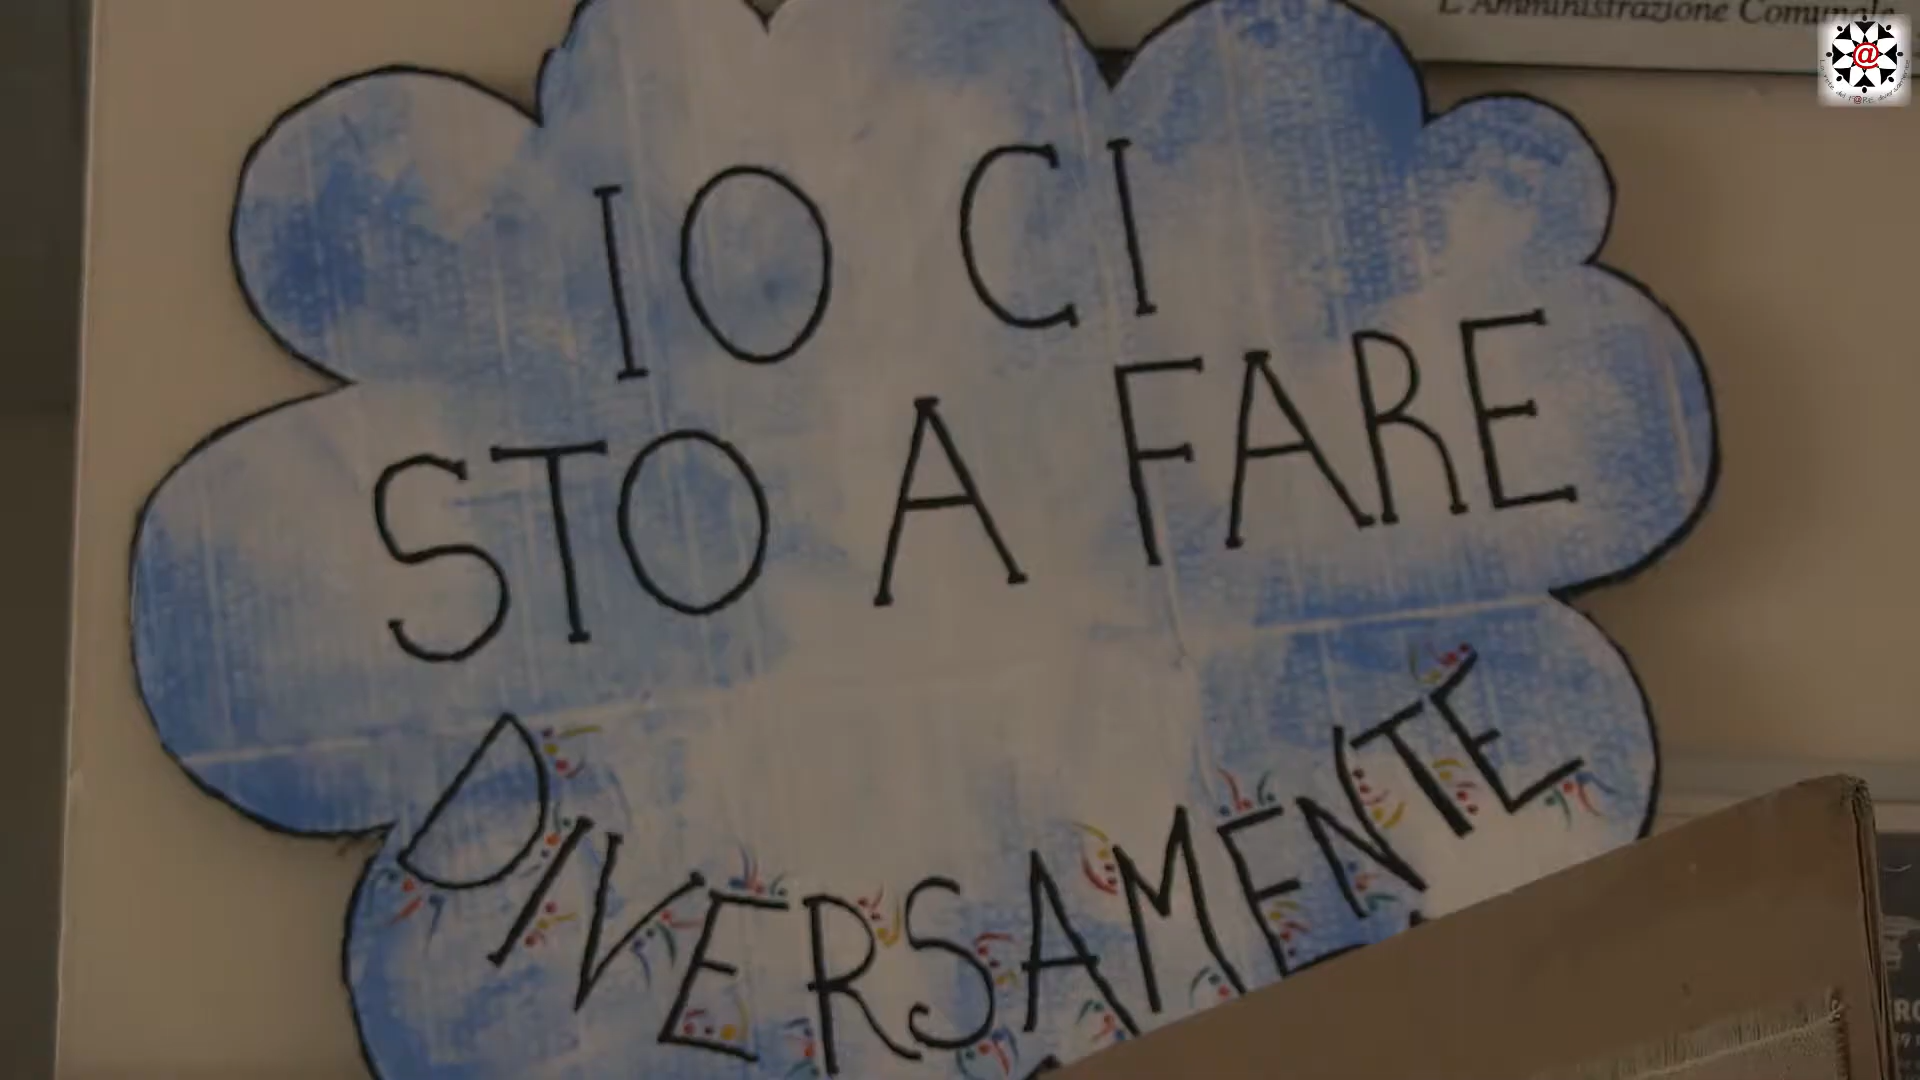 L'Amministrazione Comunale
@
IO CI
STO A FARE
DIVERSAMENTE